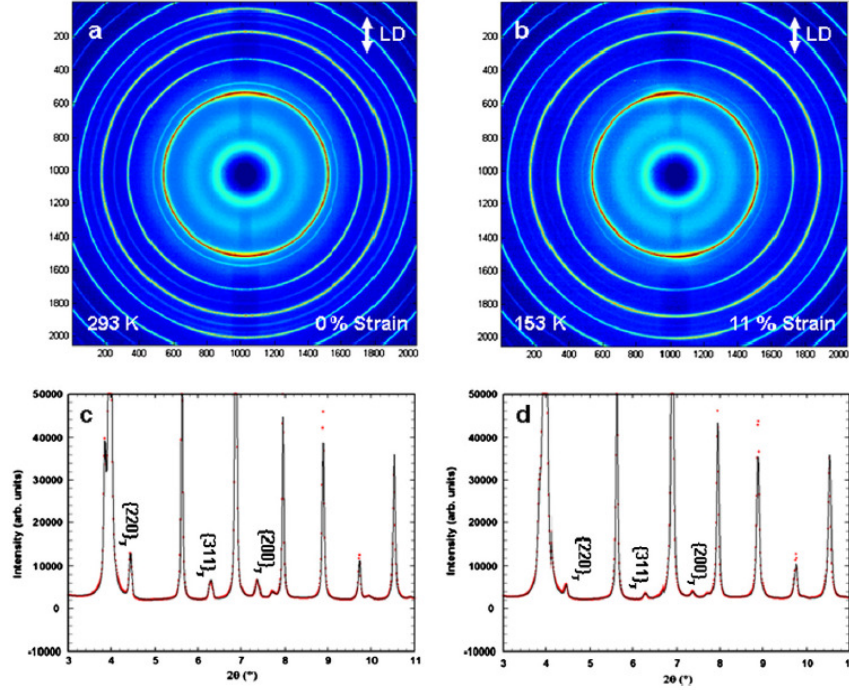 a
LD
293 K
0 % Strain
200
400
600
800
1000
1200
1400
1600
1800
2000
200 400 600 800 1000 1200 1400 1600 1800 2000
b
LD
153 K
11 % Strain
200
400
600
800
1000
1200
1400
1600
1800
2000
200 400 600 800 1000 1200 1400 1600 1800 2000
c
Intensity (arb. units)
50000
40000
30000
20000
10000
0
-10000
{220}γ
{311}γ
{200}γ
3 4 5 6 7 8 9 10 11
2θ (°)
d
Intensity (arb. units)
50000
40000
30000
20000
10000
0
-10000
{220}γ
{311}γ
{200}γ
3 4 5 6 7 8 9 10 11
2θ (°)